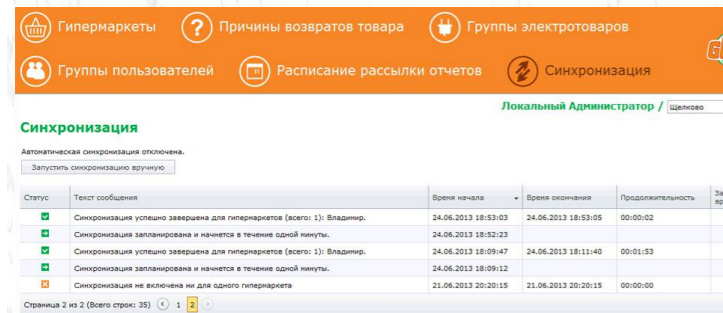 Гипермаркеты Причины возвратов товара Группы электротоваров
Группы пользователей Расписание рассылки отчетов Синхронизация
Локальный Администратор / Щелково
Синхронизация
Автоматическая синхронизация отключена.
Запустить синхронизацию вручную
Статус Текст сообщения Время начала Время окончания Продолжительность
Синхронизация успешно завершена для гипермаркетов (всего: 1): Владимир. 24.06.2013 18:53:03 24.06.2013 18:53:05 00:00:02
Синхронизация запланирована и начнется в течение одной минуты. 24.06.2013 18:52:23
Синхронизация успешно завершена для гипермаркетов (всего: 1): Владимир. 24.06.2013 18:09:47 24.06.2013 18:11:40 00:01:53
Синхронизация запланирована и начнется в течение одной минуты. 24.06.2013 18:09:12
Синхронизация не включена ни для одного гипермаркета 21.06.2013 20:20:15 21.06.2013 20:20:15 00:00:00
Страница 2 из 2 (Всего строк: 35) 1 2